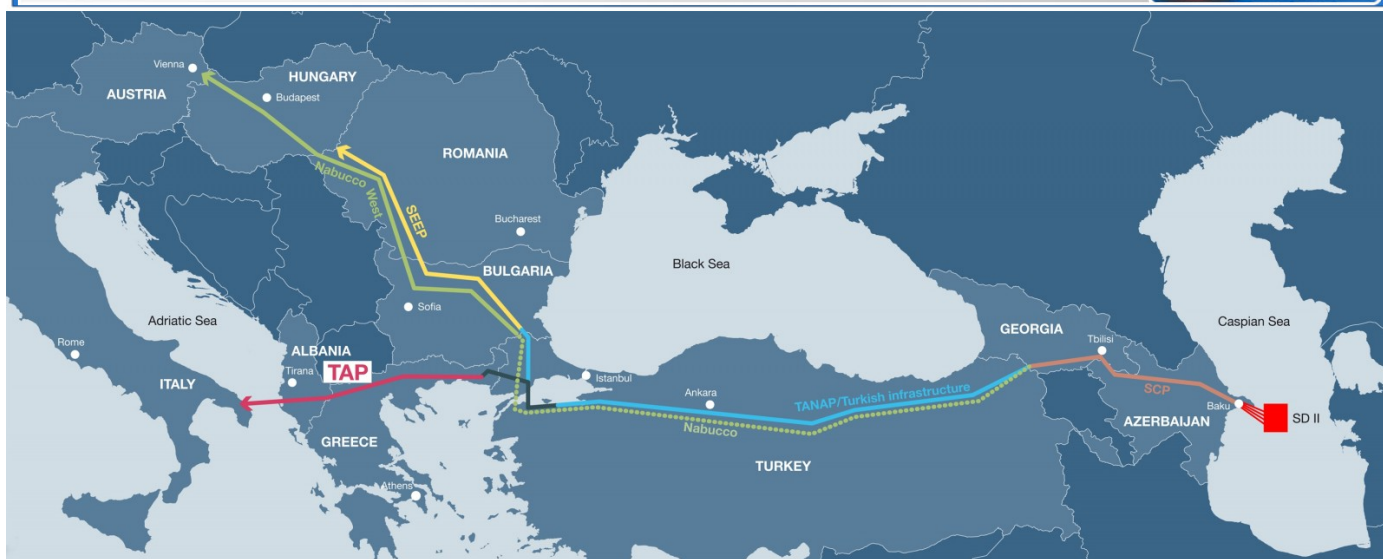 Vienna
HUNGARY
AUSTRIA
Budapest
ROMANIA
Nabucco West
SEEP
Bucharest
Black Sea
BULGARIA
Sofia
Adriatic Sea
GEORGIA
Tbilisi
Caspian Sea
Rome
ALBANIA
TAP
Tirana
Istanbul
ITALY
Ankara
TANAP/Turkish infrastructure
SCP
Baku
SD II
AZERBAIJAN
Nabucco
GREECE
TURKEY
Athens